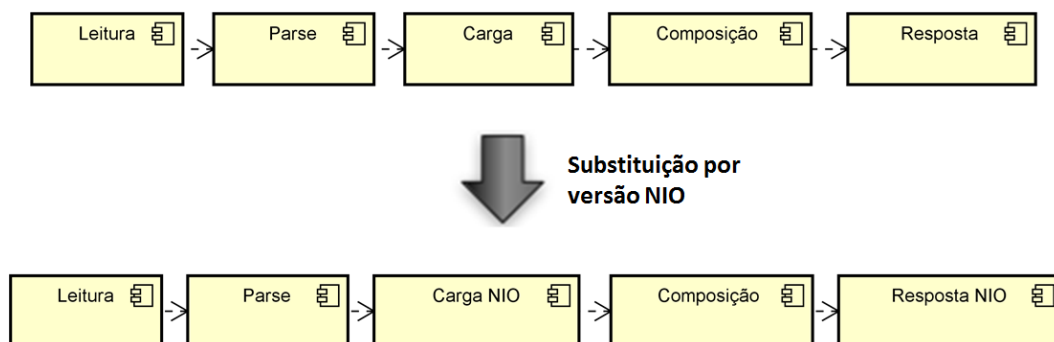 Leitura
Parse
Carga
Composição
Resposta
Substituição por
versão NIO
Leitura
Parse
Carga NIO
Composição
Resposta NIO